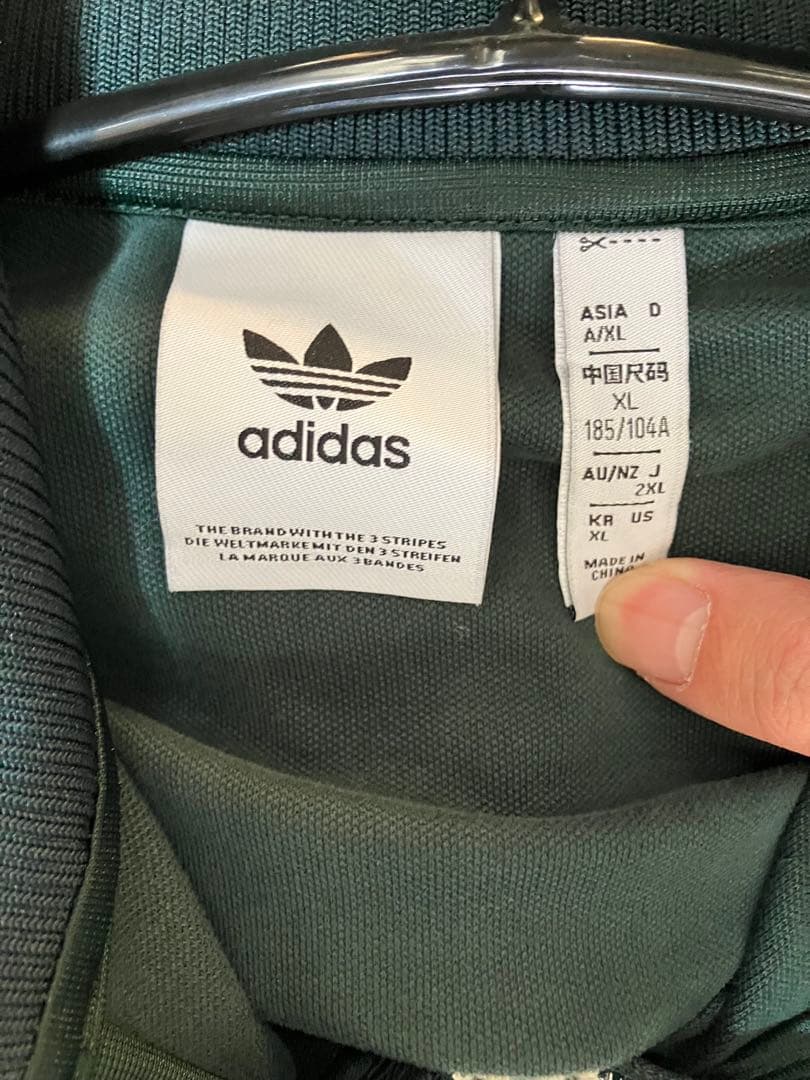 adidas
THE BRAND WITH THE 3 STRIPES
DIE WELTMARKE MIT DEN 3 STREIFEN
LA MARQUE AUX 3 BANDES
ASIA D
A/XL
中国尺码
XL
185/104A
AU/NZ J
2XL
KR US
XL
MADE IN
CHINA